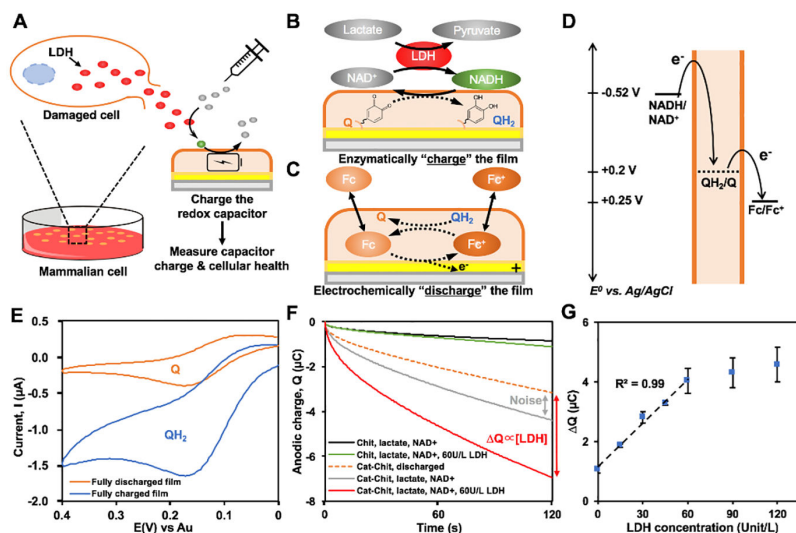 A
LDH
Damaged cell
Mammalian cell
Charge the
redox capacitor
Measure capacitor
charge & cellular health
B
Lactate
Pyruvate
LDH
NAD⁺
NADH
O
O
OH
HO
Q
QH₂
Enzymatically "charge" the film
C
Fc
Fc⁺
Q
QH₂
Fc
Fc⁺
e⁻
+
Electrochemically "discharge" the film
D
e⁻
-0.52 V
NADH/
NAD⁺
e⁻
+0.2 V
QH₂/Q
+0.25 V
Fc/Fc⁺
E⁰ vs. Ag/AgCl
E
Current, I (μA)
0.5
0.0
-0.5
-1.0
-1.5
-2.0
Q
QH₂
Fully discharged film
Fully charged film
0.4
0.3
0.2
0.1
0
E(V) vs Au
F
Anodic charge, Q (μC)
0
-2
-4
-6
-8
Noise
ΔQ∝[LDH]
Chit, lactate, NAD+
Chit, lactate, NAD+, 60U/L LDH
Cat-Chit, discharged
Cat-Chit, lactate, NAD+
Cat-Chit, lactate, NAD+, 60U/L LDH
0
30
60
90
120
Time (s)
G
ΔQ (μC)
6
4
2
0
R² = 0.99
0
30
60
90
120
LDH concentration (Unit/L)